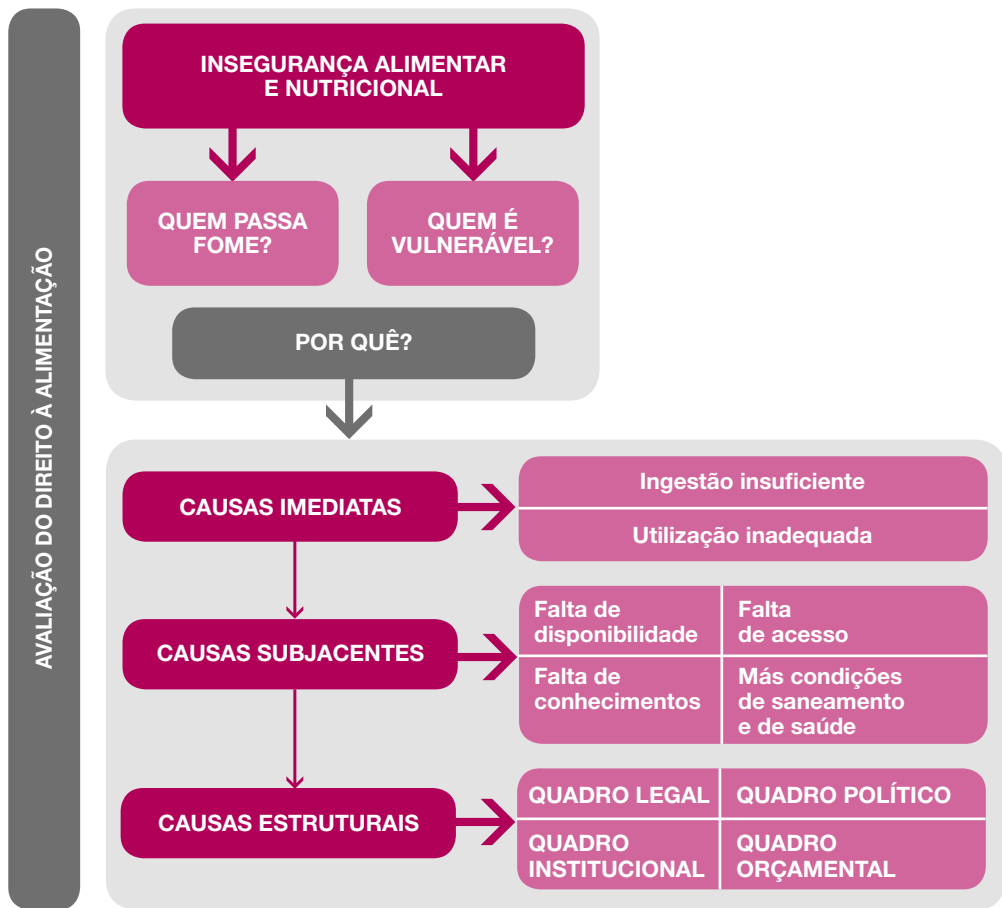 AVALIAÇÃO DO DIREITO À ALIMENTAÇÃO
INSEGURANÇA ALIMENTAR
E NUTRICIONAL
QUEM PASSA
FOME?
QUEM É
VULNERÁVEL?
POR QUÊ?
CAUSAS IMEDIATAS
Ingestão insuficiente
Utilização inadequada
CAUSAS SUBJACENTES
Falta de
disponibilidade
Falta
de acesso
Falta de
conhecimentos
Más condições
de saneamento
e de saúde
CAUSAS ESTRUTURAIS
QUADRO LEGAL
QUADRO POLÍTICO
QUADRO
INSTITUCIONAL
QUADRO
ORÇAMENTAL